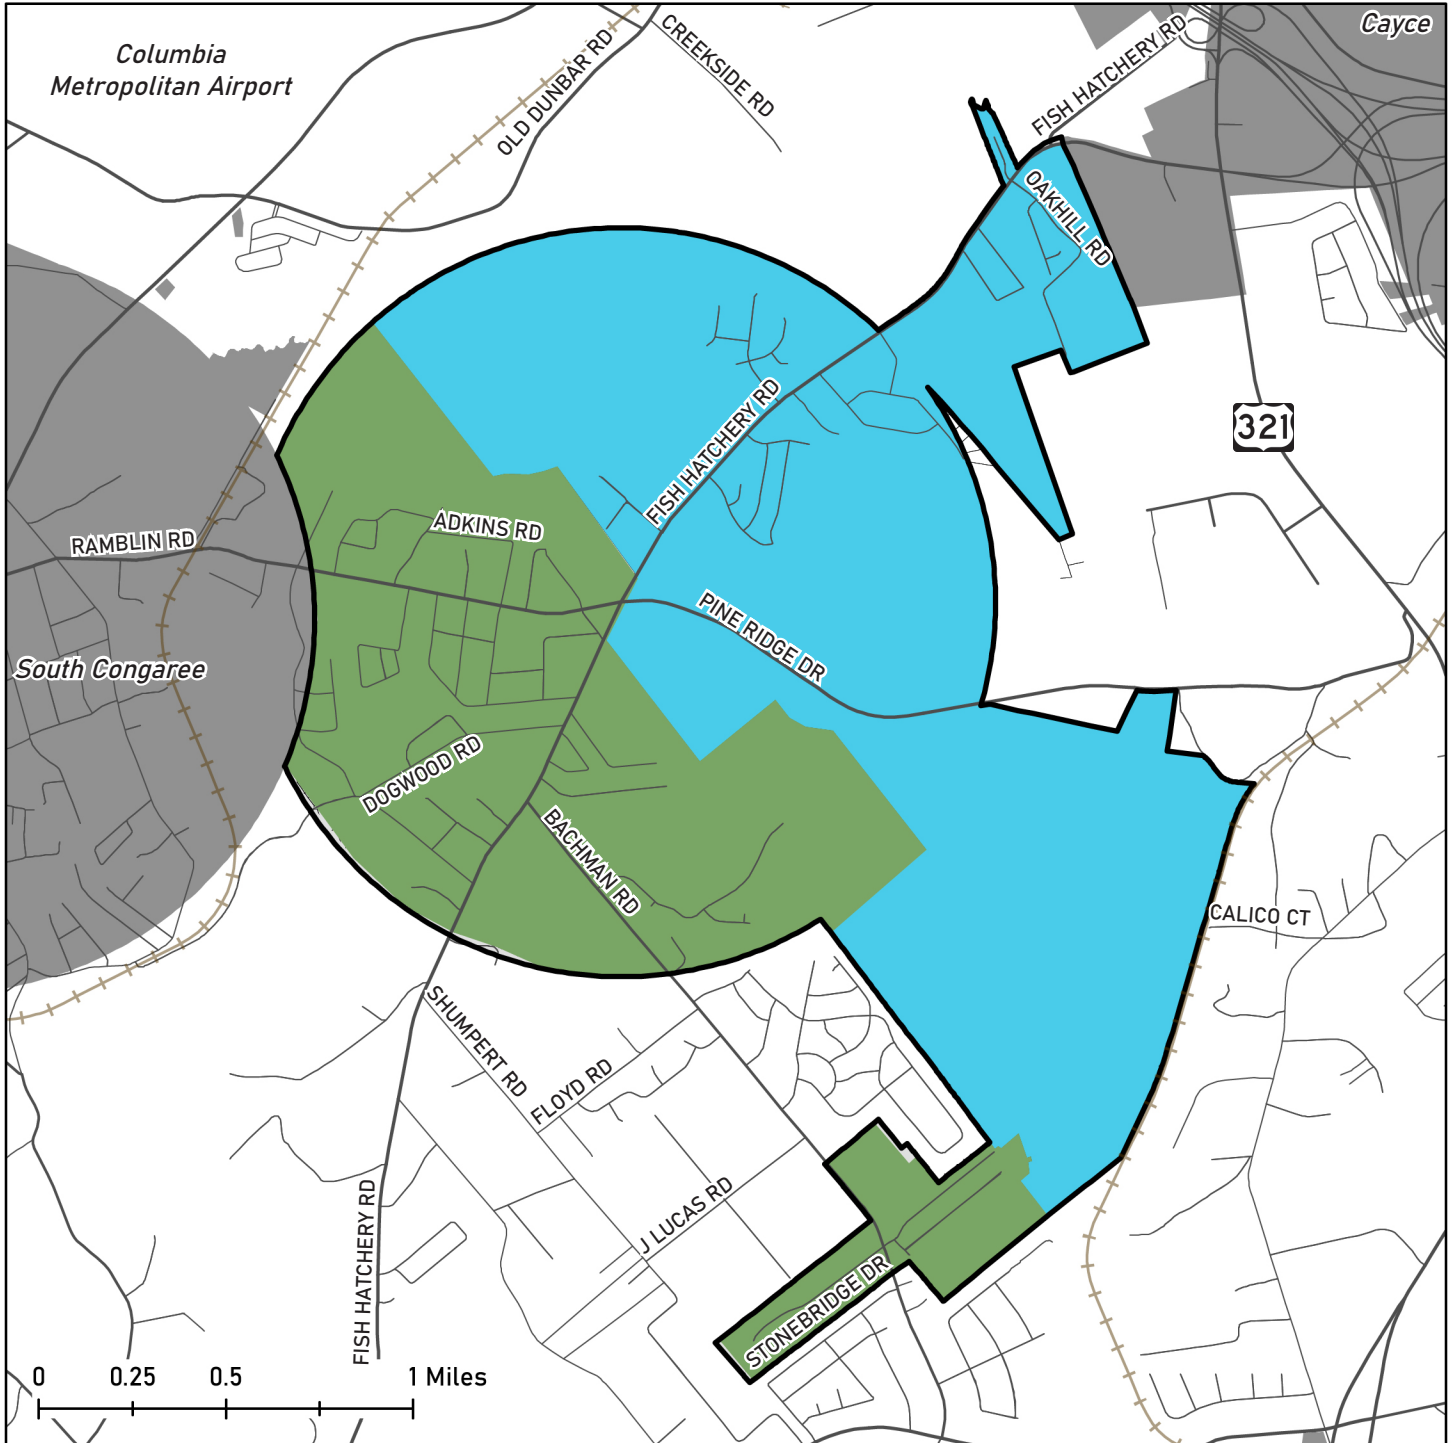 Columbia
Metropolitan Airport
Cayce
CREEKSIDE RD
OLD DUNBAR RD
FISH HATCHERY RD
OAKHILL RD
321
FISH HATCHERY RD
RAMBLIN RD
ADKINS RD
PINE RIDGE DR
South Congaree
DOGWOOD RD
BACHMAN RD
CALICO CT
SHUMPERT RD
FLOYD RD
J LUCAS RD
FISH HATCHERY RD
STONEBRIDGE DR
0 0.25 0.5 1 Miles